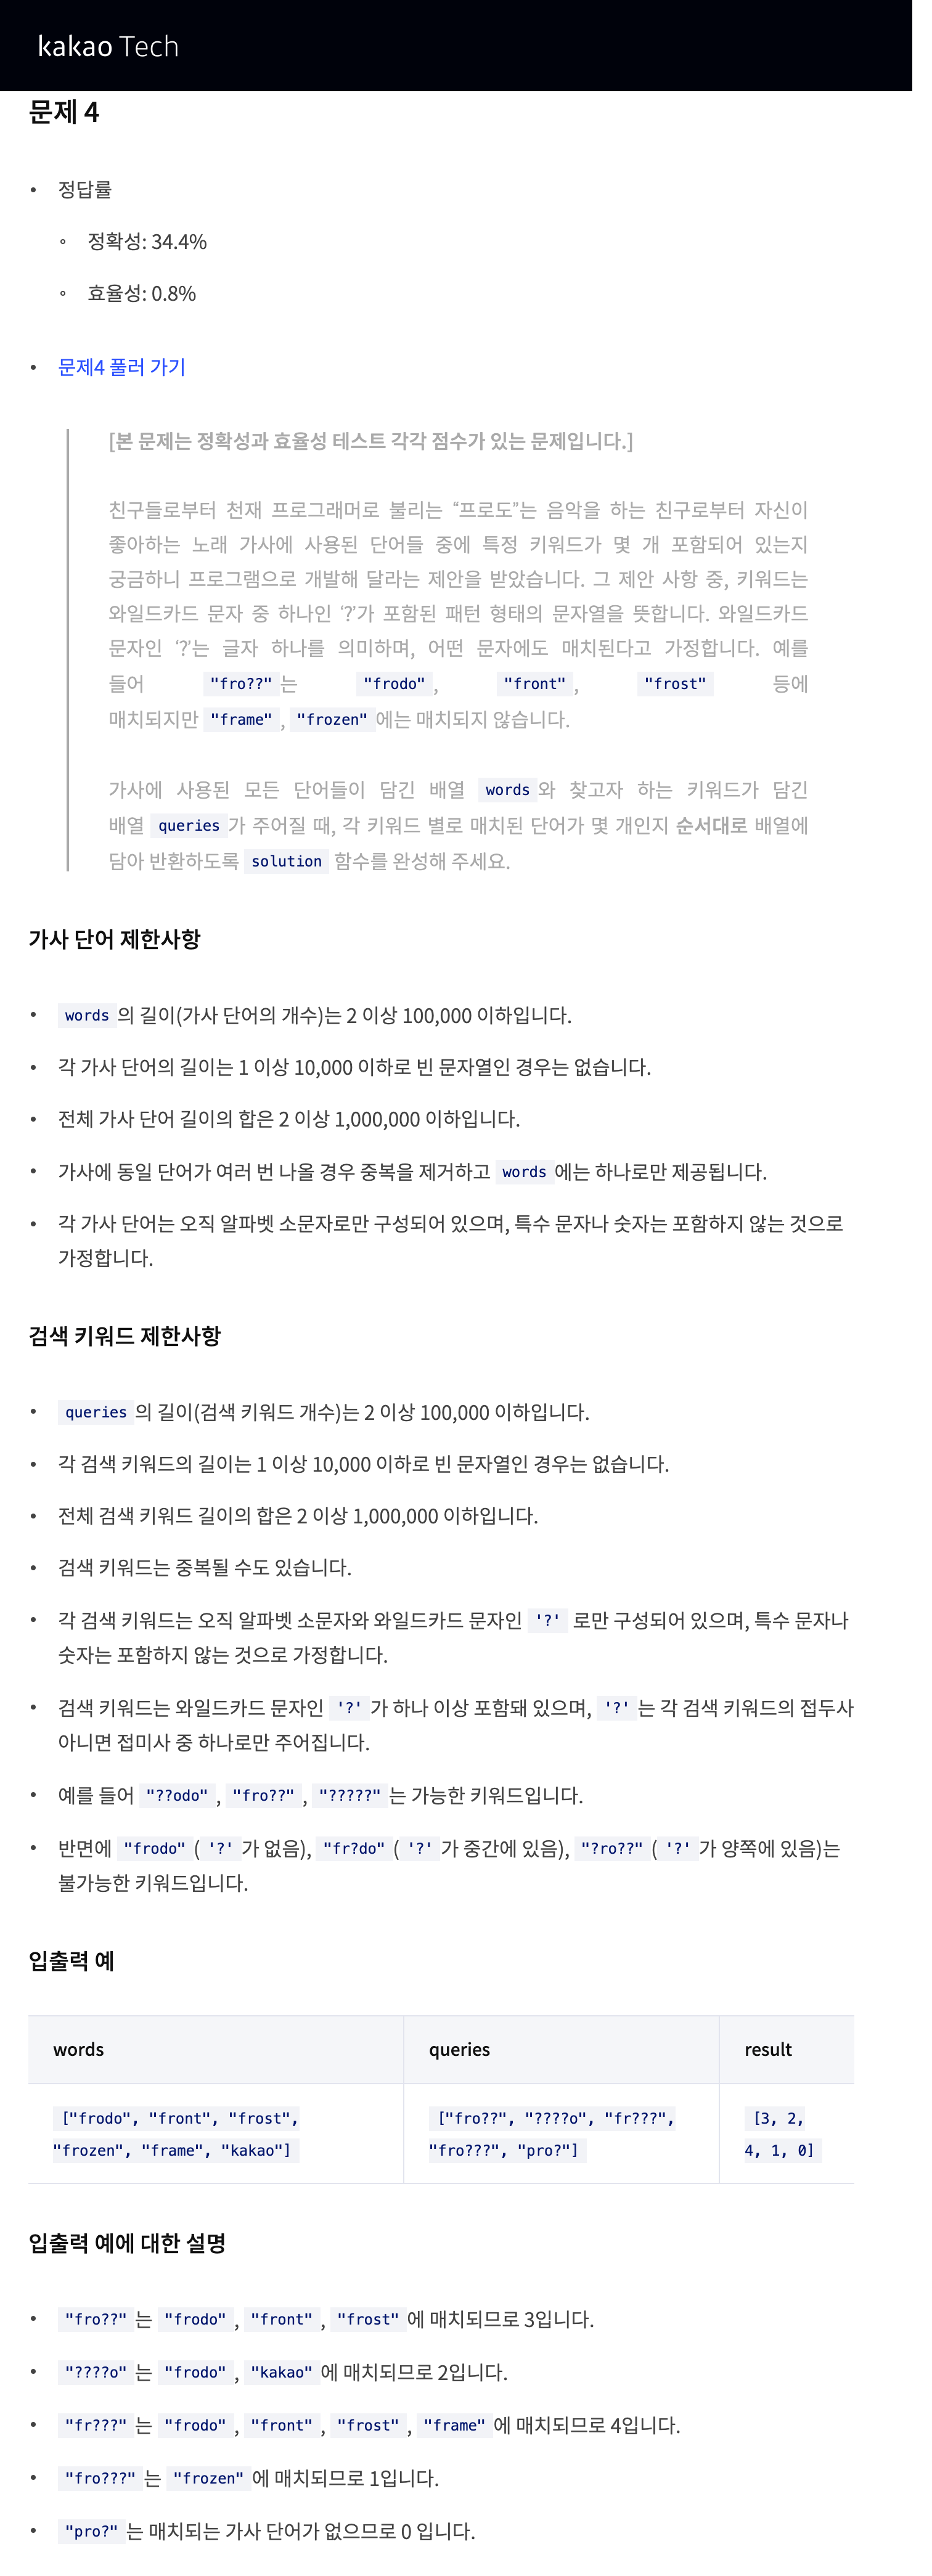 kakao Tech
문제 4
• 정답률
◦ 정확성: 34.4%
◦ 효율성: 0.8%
• 문제4 풀러 가기
[본 문제는 정확성과 효율성 테스트 각각 점수가 있는 문제입니다.]
친구들로부터 천재 프로그래머로 불리는 “프로도”는 음악을 하는 친구로부터 자신이
좋아하는 노래 가사에 사용된 단어들 중에 특정 키워드가 몇 개 포함되어 있는지
궁금하니 프로그램으로 개발해 달라는 제안을 받았습니다. 그 제안 사항 중, 키워드는
와일드카드 문자 중 하나인 ‘?’가 포함된 패턴 형태의 문자열을 뜻합니다. 와일드카드
문자인 ‘?’는 글자 하나를 의미하며, 어떤 문자에도 매치된다고 가정합니다. 예를
들어 "fro??"는 "frodo", "front", "frost" 등에
매치되지만 "frame", "frozen"에는 매치되지 않습니다.
가사에 사용된 모든 단어들이 담긴 배열 words와 찾고자 하는 키워드가 담긴
배열 queries가 주어질 때, 각 키워드 별로 매치된 단어가 몇 개인지 순서대로 배열에
담아 반환하도록 solution 함수를 완성해 주세요.
가사 단어 제한사항
• words의 길이(가사 단어의 개수)는 2 이상 100,000 이하입니다.
• 각 가사 단어의 길이는 1 이상 10,000 이하로 빈 문자열인 경우는 없습니다.
• 전체 가사 단어 길이의 합은 2 이상 1,000,000 이하입니다.
• 가사에 동일 단어가 여러 번 나올 경우 중복을 제거하고 words에는 하나로만 제공됩니다.
• 각 가사 단어는 오직 알파벳 소문자로만 구성되어 있으며, 특수 문자나 숫자는 포함하지 않는 것으로
가정합니다.
검색 키워드 제한사항
• queries의 길이(검색 키워드 개수)는 2 이상 100,000 이하입니다.
• 각 검색 키워드의 길이는 1 이상 10,000 이하로 빈 문자열인 경우는 없습니다.
• 전체 검색 키워드 길이의 합은 2 이상 1,000,000 이하입니다.
• 검색 키워드는 중복될 수도 있습니다.
• 각 검색 키워드는 오직 알파벳 소문자와 와일드카드 문자인 '?' 로만 구성되어 있으며, 특수 문자나
숫자는 포함하지 않는 것으로 가정합니다.
• 검색 키워드는 와일드카드 문자인 '?'가 하나 이상 포함돼 있으며, '?'는 각 검색 키워드의 접두사
아니면 접미사 중 하나로만 주어집니다.
• 예를 들어 "??odo", "fro??", "?????"는 가능한 키워드입니다.
• 반면에 "frodo"('?'가 없음), "fr?do"('?'가 중간에 있음), "?ro??"('?'가 양쪽에 있음)는
불가능한 키워드입니다.
입출력 예
words queries result
["frodo", "front", "frost", ["fro??", "????o", "fr???", [3, 2,
"frozen", "frame", "kakao"] "fro???", "pro?"] 4, 1, 0]
입출력 예에 대한 설명
• "fro??"는 "frodo", "front", "frost"에 매치되므로 3입니다.
• "????o"는 "frodo", "kakao"에 매치되므로 2입니다.
• "fr???"는 "frodo", "front", "frost", "frame"에 매치되므로 4입니다.
• "fro???"는 "frozen"에 매치되므로 1입니다.
• "pro?"는 매치되는 가사 단어가 없으므로 0 입니다.